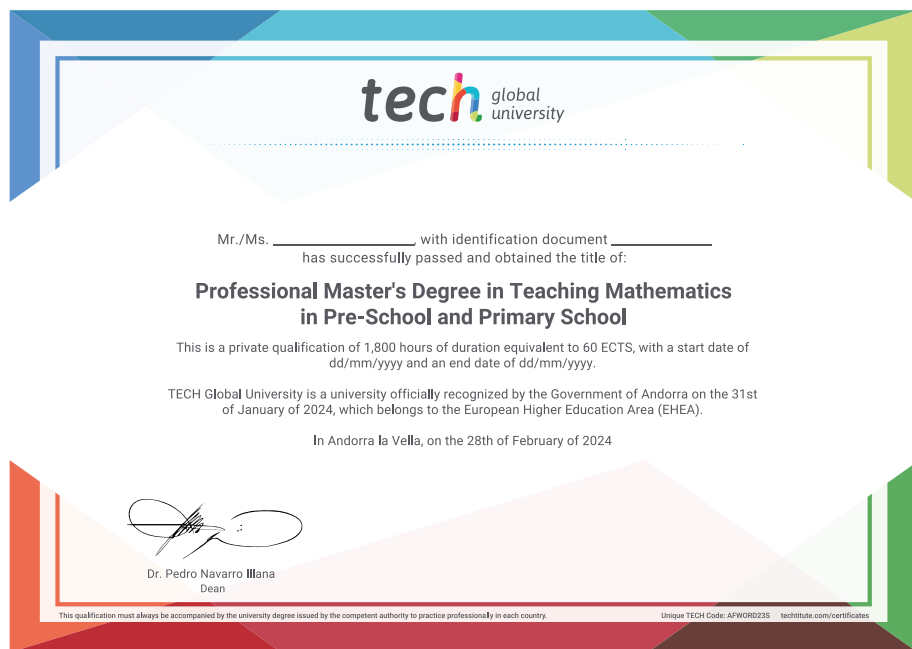 tech global university
Mr./Ms. ____________________, with identification document ______________
has successfully passed and obtained the title of:
Professional Master's Degree in Teaching Mathematics
in Pre-School and Primary School
This is a private qualification of 1,800 hours of duration equivalent to 60 ECTS, with a start date of
dd/mm/yyyy and an end date of dd/mm/yyyy.
TECH Global University is a university officially recognized by the Government of Andorra on the 31st
of January of 2024, which belongs to the European Higher Education Area (EHEA).
In Andorra la Vella, on the 28th of February of 2024
Dr. Pedro Navarro Illana
Dean
This qualification must always be accompanied by the university degree issued by the competent authority to practice professionally in each country.
Unique TECH Code: AFWORD23S techtitute.com/certificates